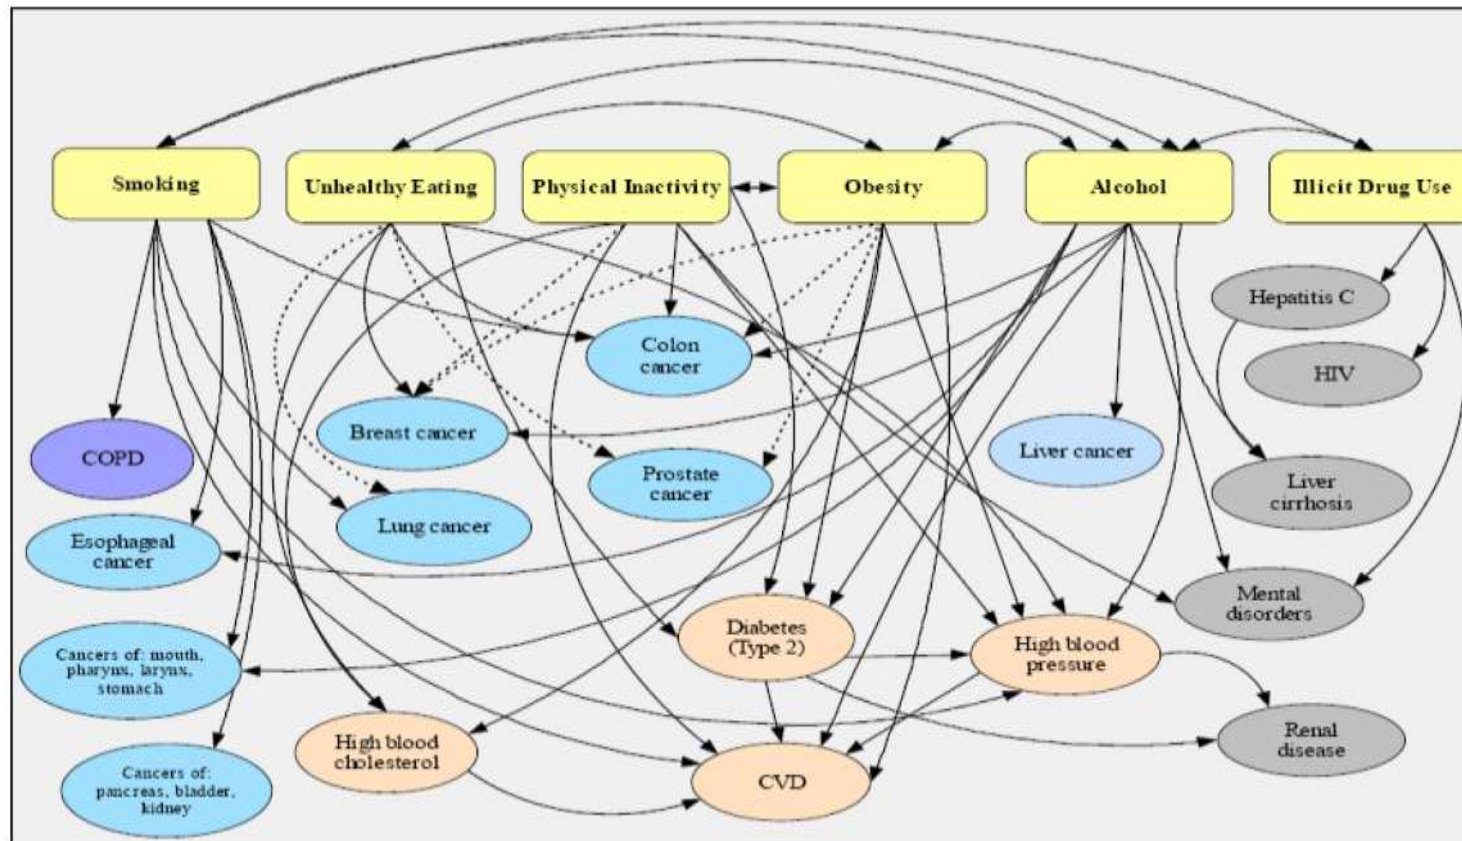 Smoking
Unhealthy Eating
Physical Inactivity
Obesity
Alcohol
Illicit Drug Use
Hepatitis C
Colon
cancer
HIV
Breast cancer
COPD
Liver cancer
Prostate
cancer
Liver
cirrhosis
Lung cancer
Esophageal
cancer
Mental
disorders
Diabetes
(Type 2)
High blood
pressure
Cancers of: mouth,
pharynx, larynx,
stomach
Renal
disease
High blood
cholesterol
CVD
Cancers of:
pancreas, bladder,
kidney